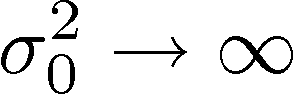 σ₀² → ∞